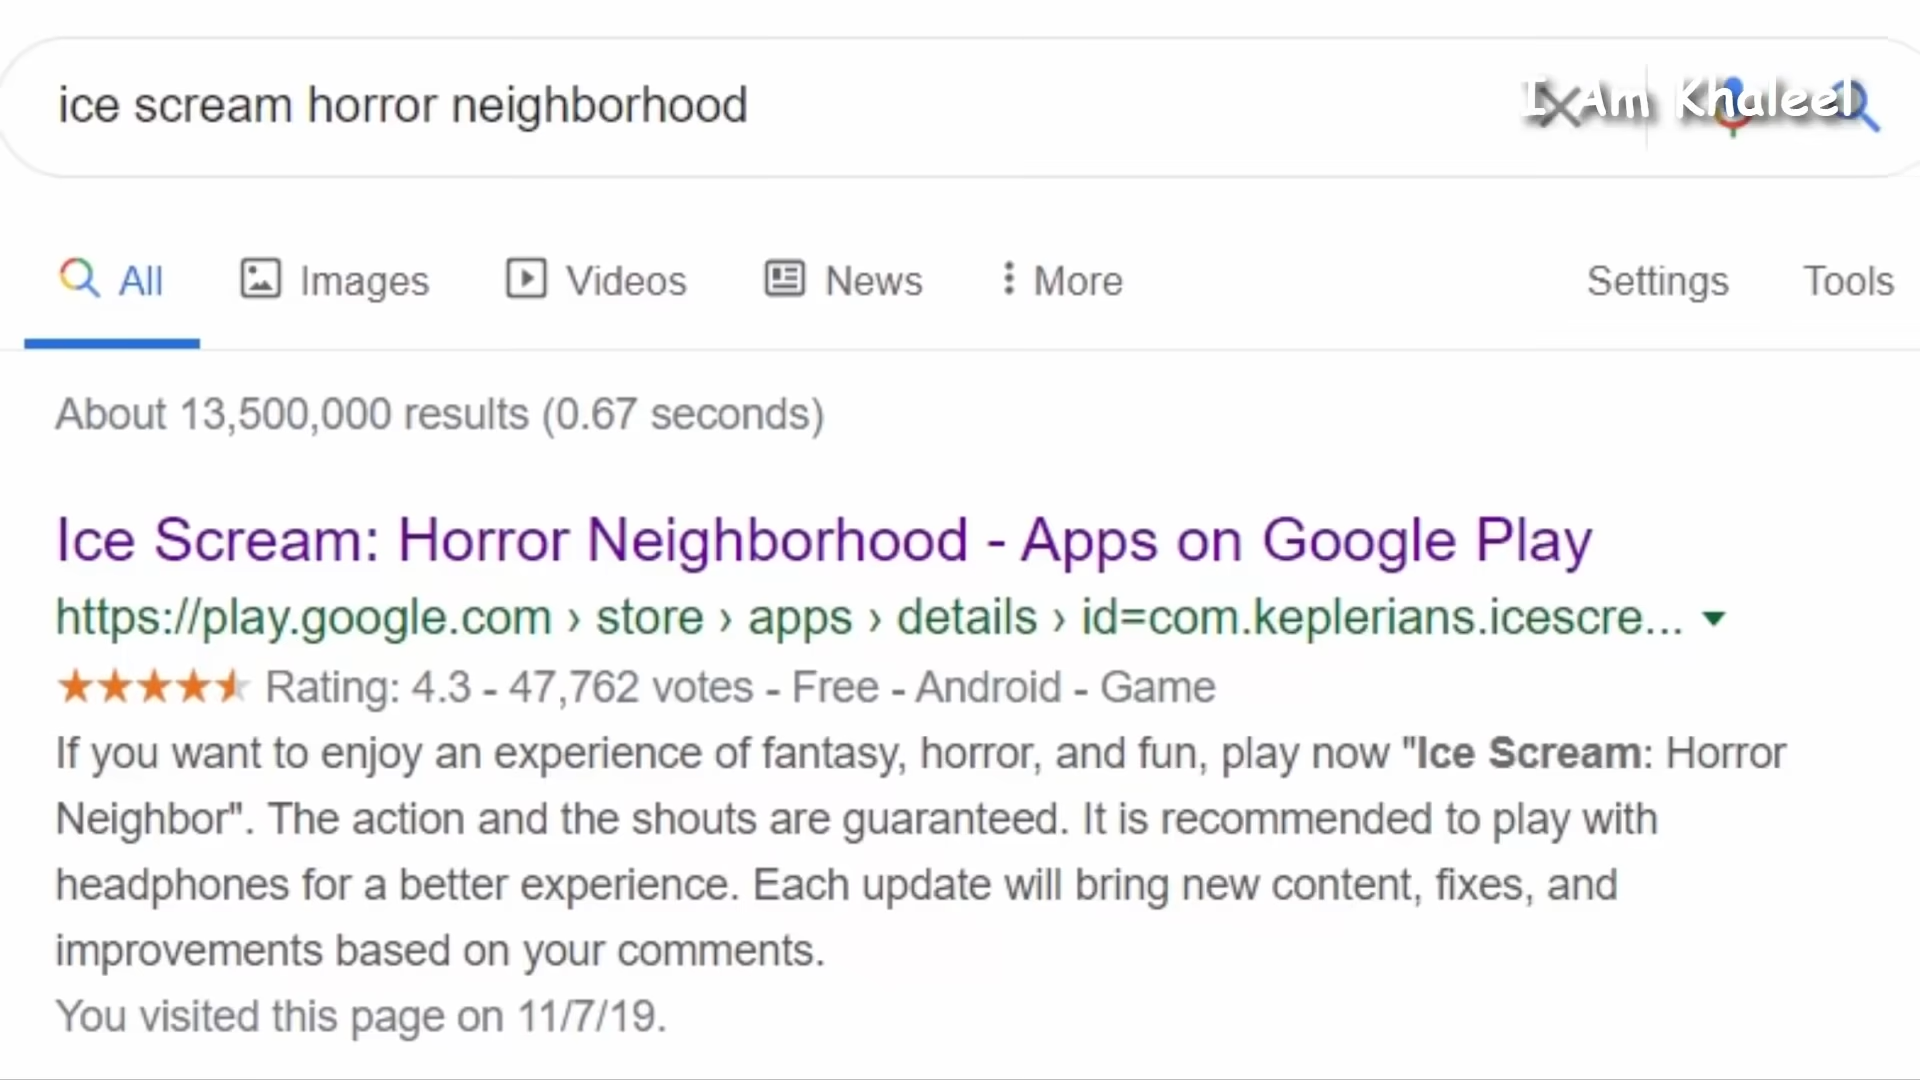 ice scream horror neighborhood
I Am Khaleel
All Images Videos News More Settings Tools
About 13,500,000 results (0.67 seconds)
Ice Scream: Horror Neighborhood - Apps on Google Play
https://play.google.com › store › apps › details › id=com.keplerians.icescre...
Rating: 4.3 - 47,762 votes - Free - Android - Game
If you want to enjoy an experience of fantasy, horror, and fun, play now "Ice Scream: Horror
Neighbor". The action and the shouts are guaranteed. It is recommended to play with
headphones for a better experience. Each update will bring new content, fixes, and
improvements based on your comments.
You visited this page on 11/7/19.